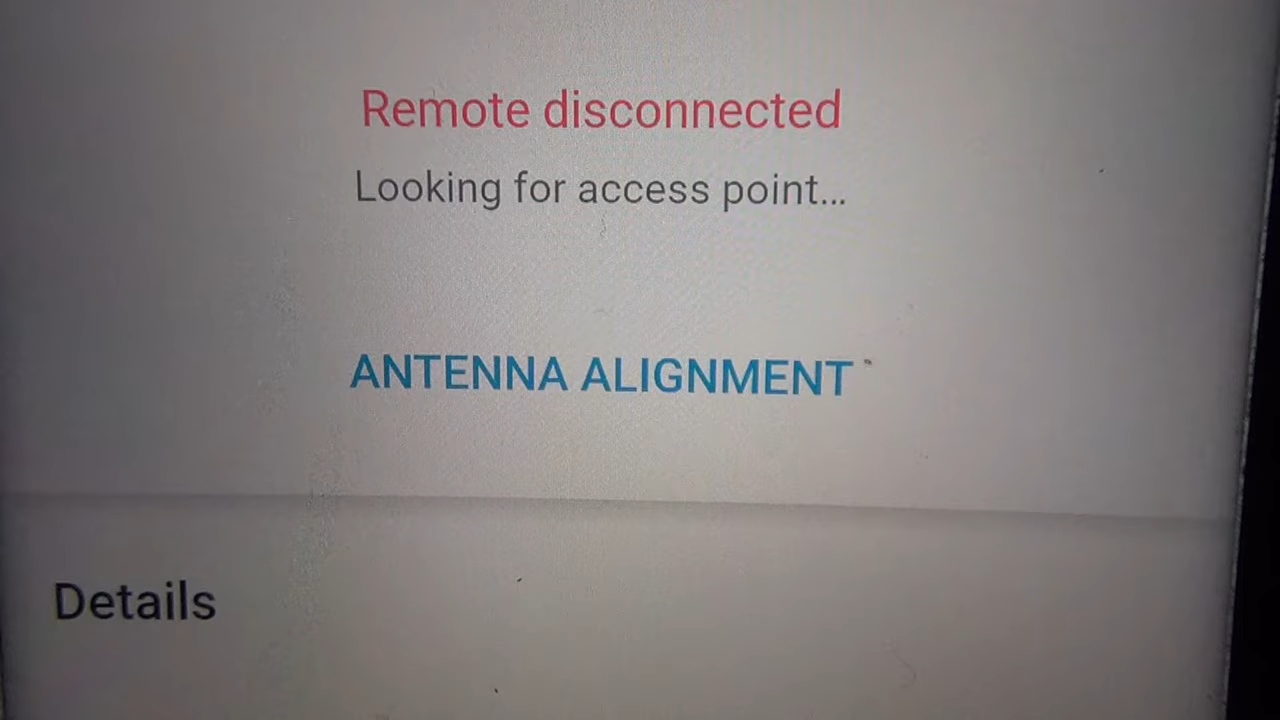 Remote disconnected
Looking for access point...
ANTENNA ALIGNMENT
Details